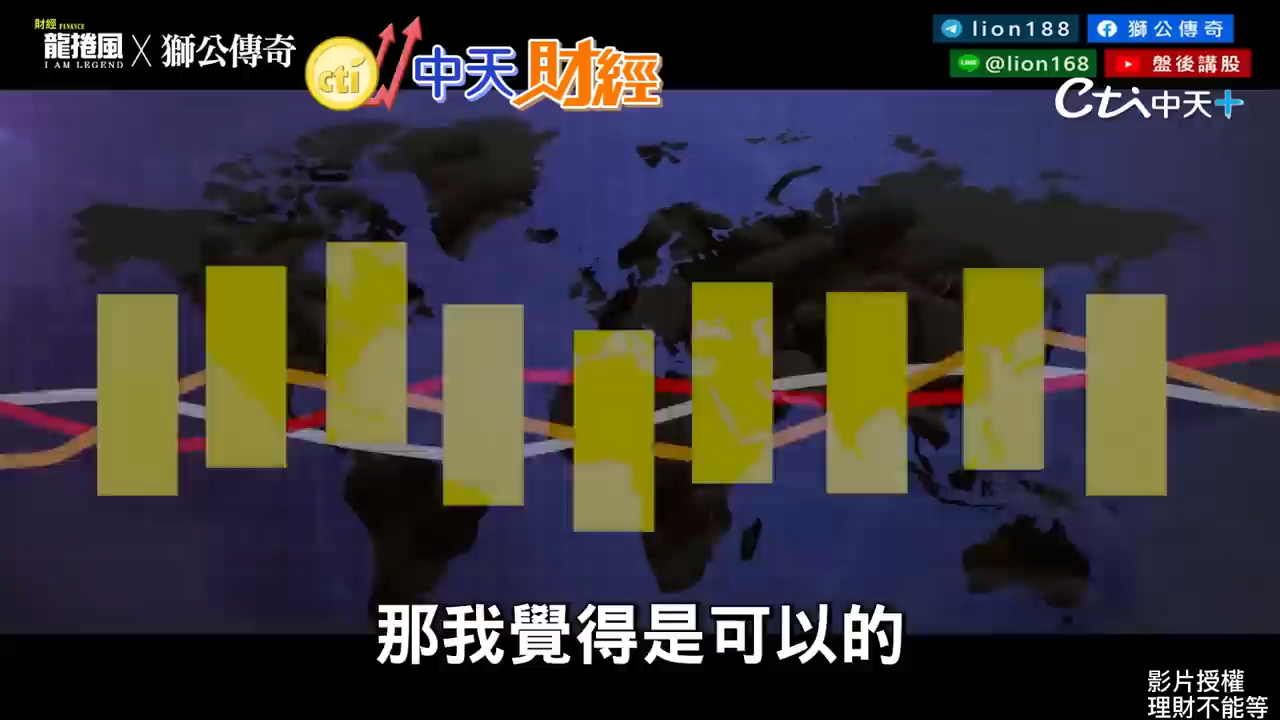 財經 FINANCE
龍捲風 X 獅公傳奇
I AM LEGEND
cti 中天財經
lion188
獅公傳奇
LINE @lion168
盤後講股
cti中天+
那我覺得是可以的
影片授權
理財不能等